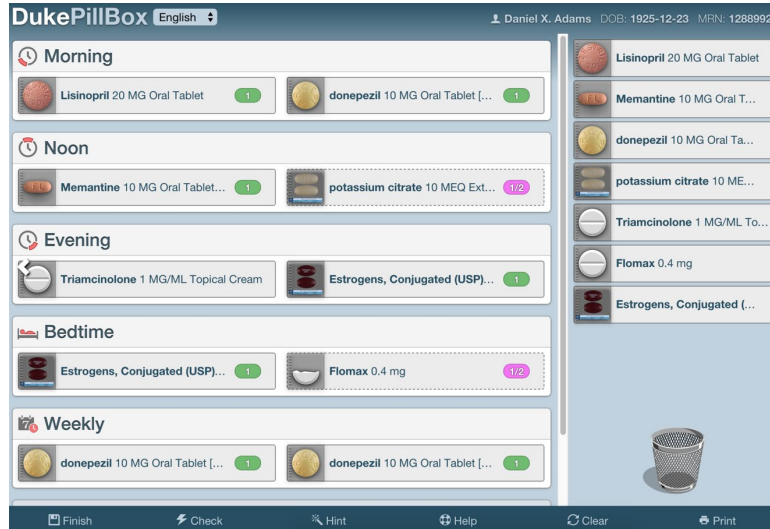 DukePillBox English
Daniel X. Adams DOB: 1925-12-23 MRN: 1288992
Morning
Lisinopril 20 MG Oral Tablet 1
donepezil 10 MG Oral Tablet [... 1
Noon
Memantine 10 MG Oral Tablet... 1
potassium citrate 10 MEQ Ext... 1/2
Evening
Triamcinolone 1 MG/ML Topical Cream
Estrogens, Conjugated (USP)... 1
Bedtime
Estrogens, Conjugated (USP)... 1
Flomax 0.4 mg 1/2
Weekly
donepezil 10 MG Oral Tablet [... 1
donepezil 10 MG Oral Tablet [... 1
Lisinopril 20 MG Oral Tablet
Memantine 10 MG Oral T...
donepezil 10 MG Oral Ta...
potassium citrate 10 ME...
Triamcinolone 1 MG/ML To...
Flomax 0.4 mg
Estrogens, Conjugated (...
Finish Check Hint Help Clear Print